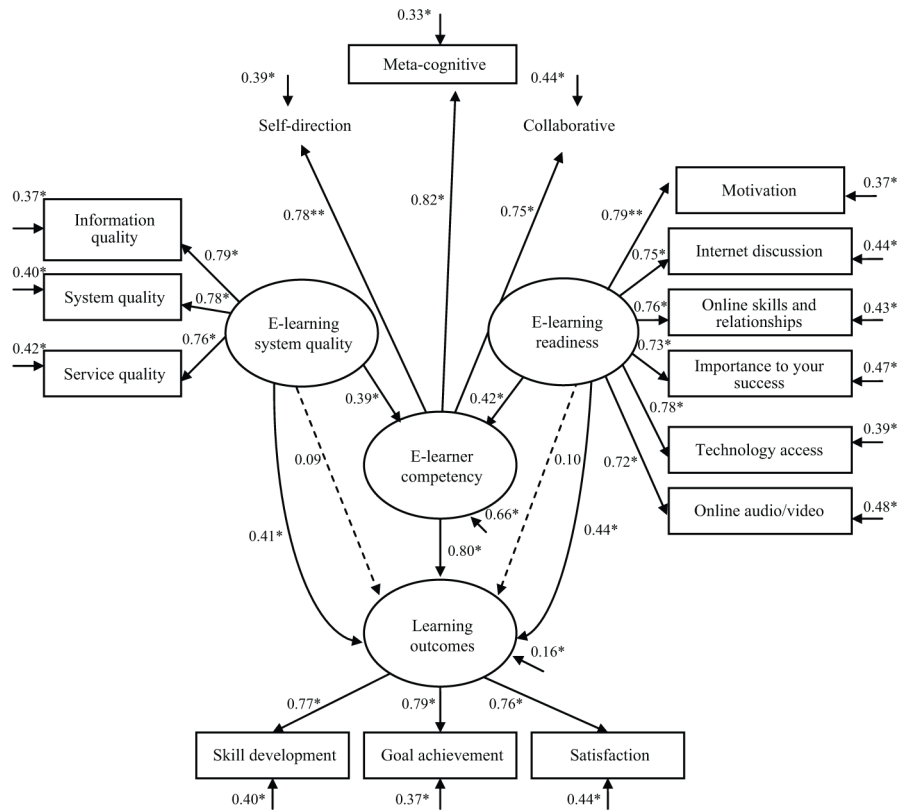 0.33*
Meta-cognitive
0.39*
Self-direction
0.44*
Collaborative
0.37*
Information
quality
0.79*
0.40*
System quality
0.78*
0.42*
Service quality
0.76*
E-learning
system quality
0.78**
0.82*
0.75*
E-learning
readiness
0.79**
Motivation
0.37*
0.75*
Internet discussion
0.44*
0.76*
Online skills and
relationships
0.43*
0.73*
Importance to your
success
0.47*
0.78*
Technology access
0.39*
0.72*
Online audio/video
0.48*
0.39*
0.42*
E-learner
competency
0.66*
0.09
0.10
0.41*
0.44*
0.80*
Learning
outcomes
0.16*
0.77*
0.79*
0.76*
Skill development
Goal achievement
Satisfaction
0.40*
0.37*
0.44*